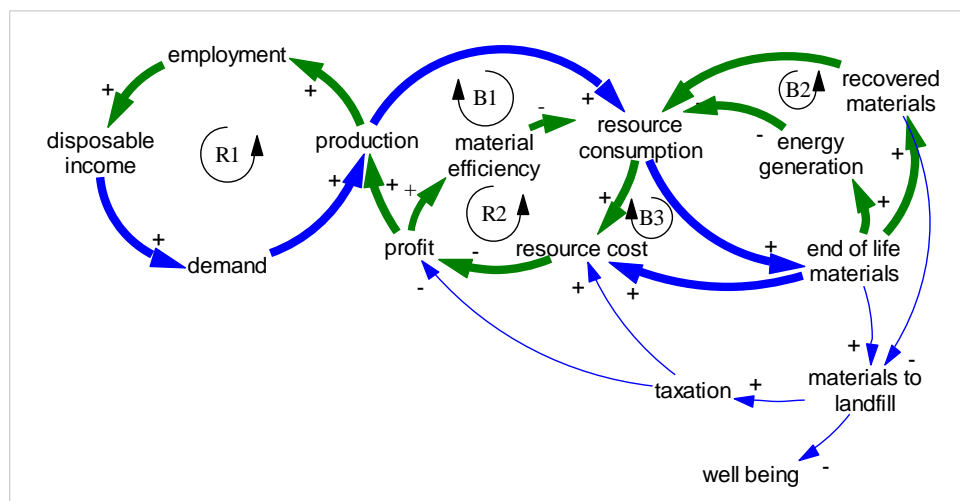 employment
+
+
disposable
income
R1
+
demand
+
production
B1
+
-
material
efficiency
+
+
R2
profit
-
-
resource
consumption
+
resource cost
B3
+
+
-
B2
recovered
materials
energy
generation
+
+
+
end of life
materials
+
-
materials to
landfill
+
taxation
well being
-